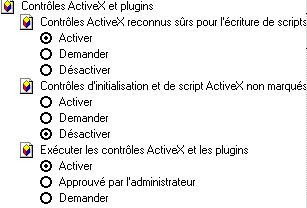 Contrôles ActiveX et plugins
Contrôles ActiveX reconnus sûrs pour l'écriture de scripts
Activer
Demander
Désactiver
Contrôles d'initialisation et de script ActiveX non marqués
Activer
Demander
Désactiver
Exécuter les contrôles ActiveX et les plugins
Activer
Approuvé par l'administrateur
Demander